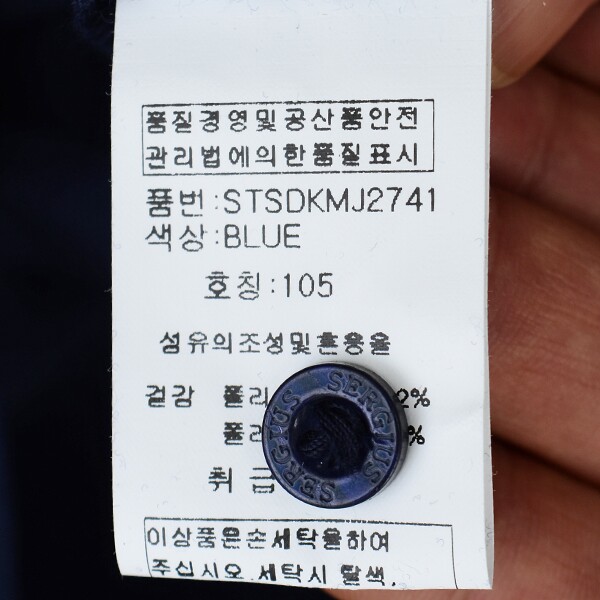 품질경영및공산품안전
관리법에의한품질표시
품번:STSDKMJ2741
색상:BLUE
호칭:105
섬유의조성및혼용율
겉감 폴리 2%
폴리 %
취급
SERGIUS SERGIUS
이상품은손세탁을하여
주십시오.세탁시 탈색,